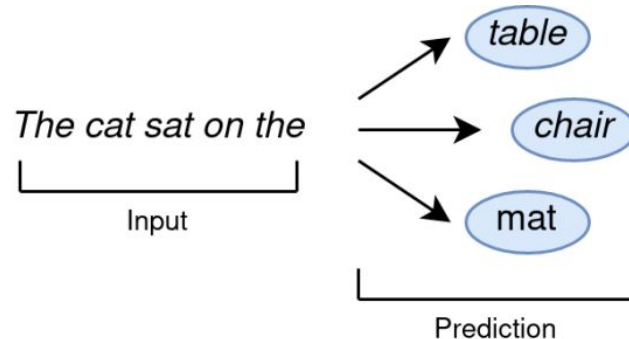 table
The cat sat on the
chair
Input
mat
Prediction